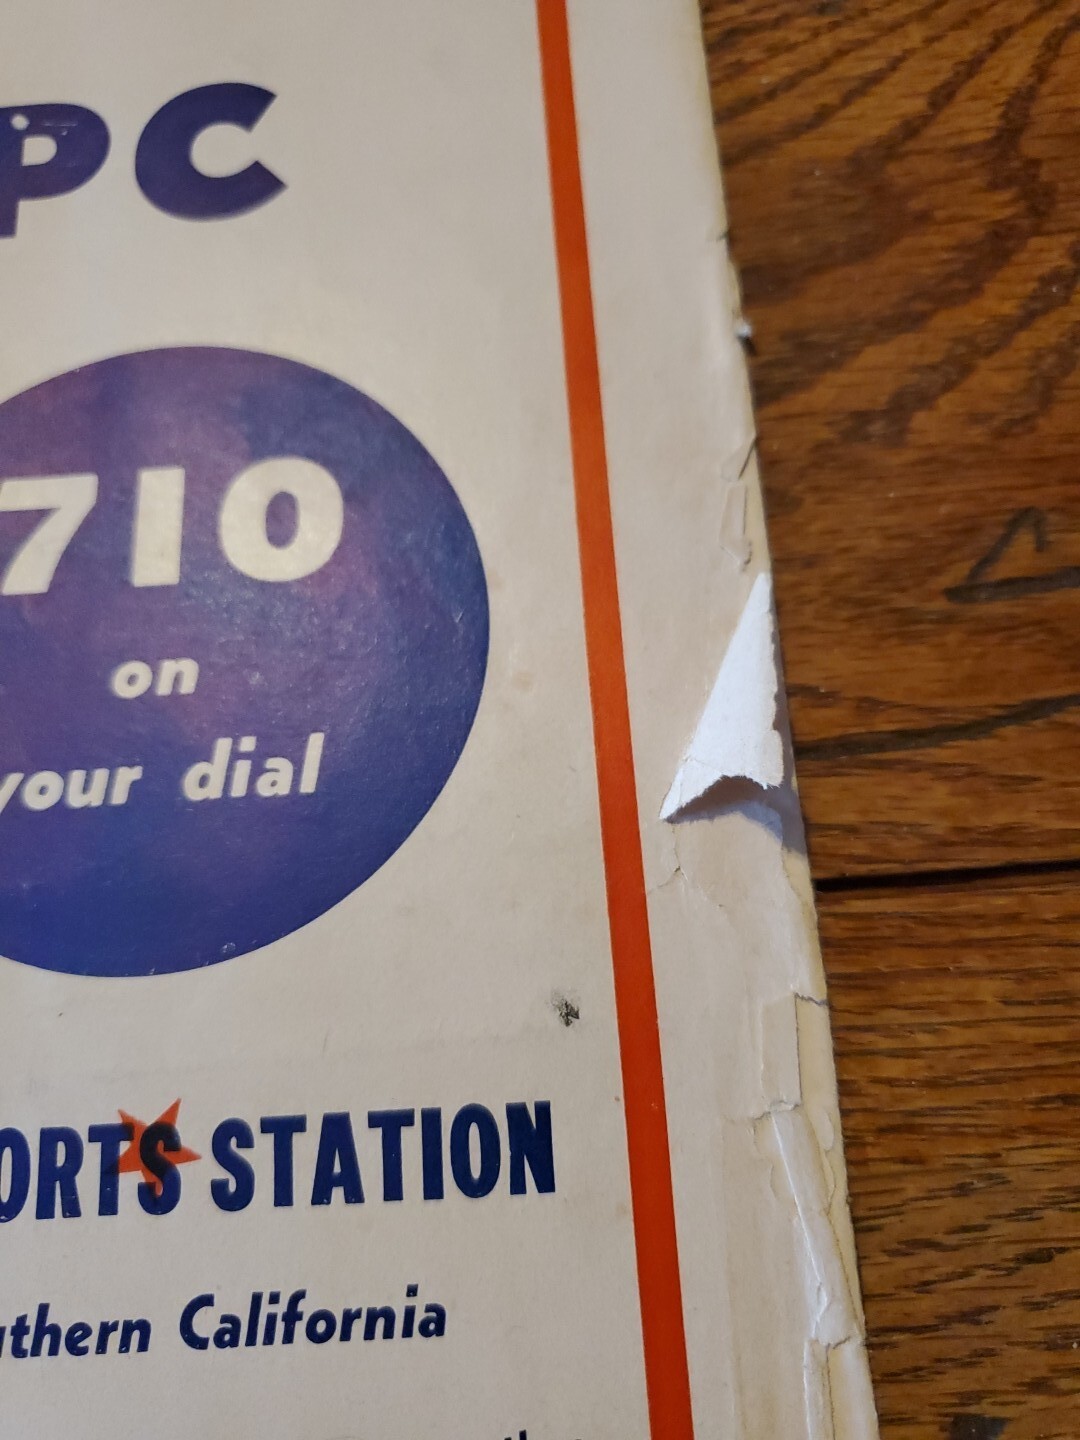 PC
710
on
your dial
ORTS STATION
uthern California